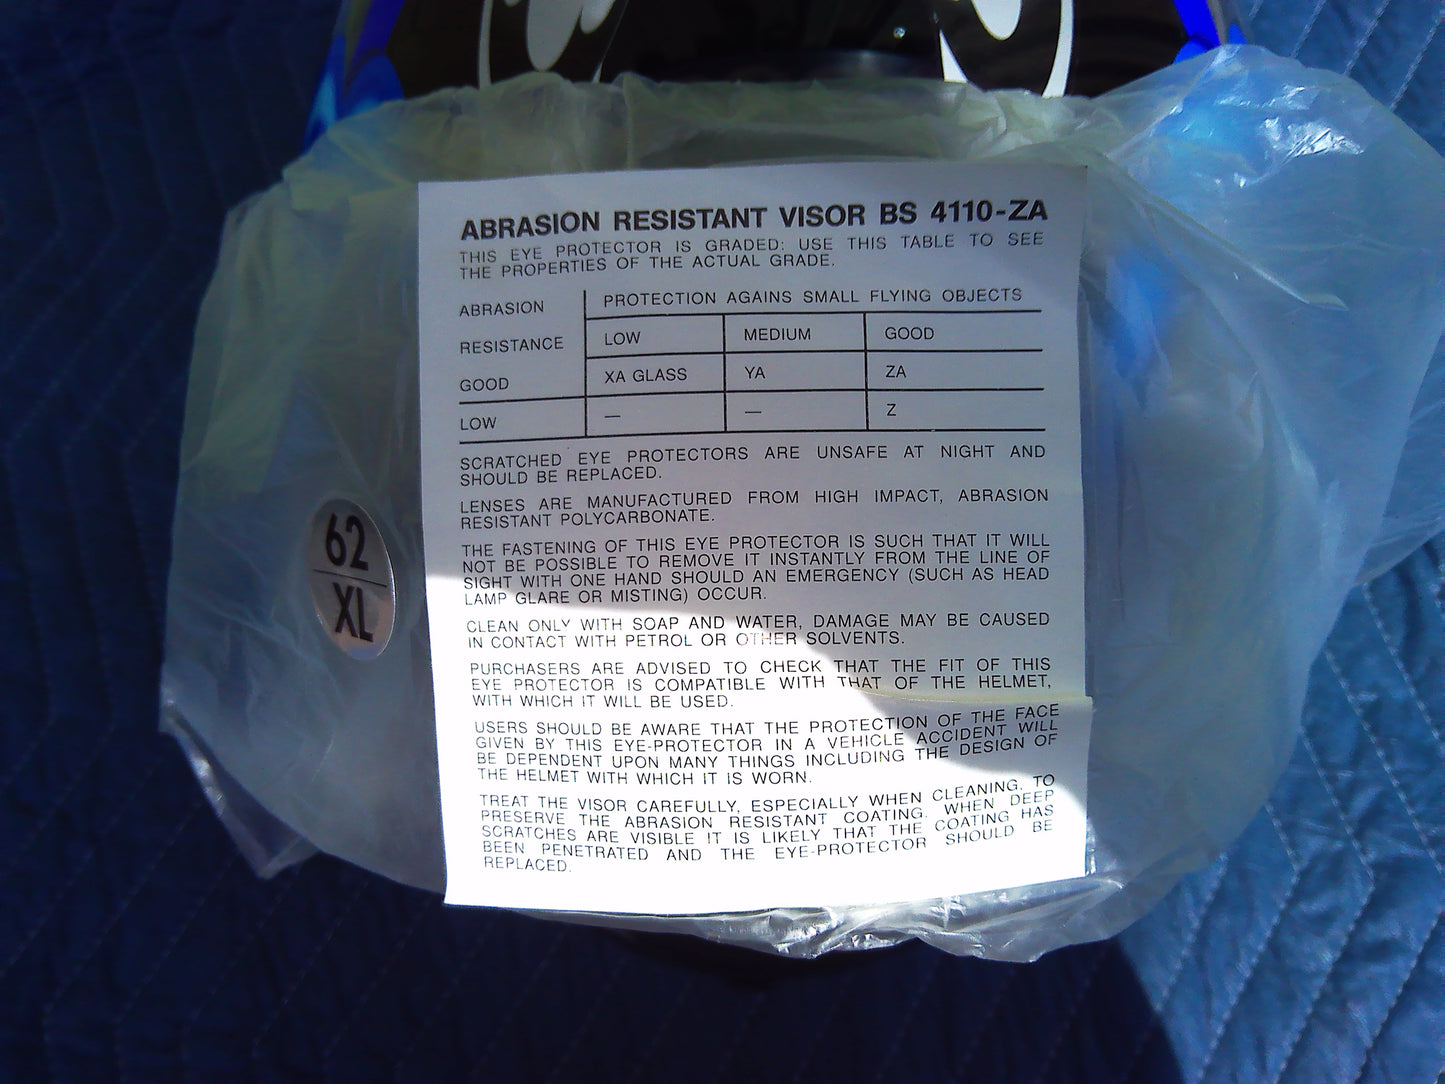 ABRASION RESISTANT VISOR BS 4110-ZA
THIS EYE PROTECTOR IS GRADED: USE THIS TABLE TO SEE
THE PROPERTIES OF THE ACTUAL GRADE.
ABRASION PROTECTION AGAINS SMALL FLYING OBJECTS
RESISTANCE LOW MEDIUM GOOD
GOOD XA GLASS YA ZA
LOW — — Z
SCRATCHED EYE PROTECTORS ARE UNSAFE AT NIGHT AND
SHOULD BE REPLACED.
LENSES ARE MANUFACTURED FROM HIGH IMPACT, ABRASION
RESISTANT POLYCARBONATE.
THE FASTENING OF THIS EYE PROTECTOR IS SUCH THAT IT WILL
NOT BE POSSIBLE TO REMOVE IT INSTANTLY FROM THE LINE OF
SIGHT WITH ONE HAND SHOULD AN EMERGENCY (SUCH AS HEAD
LAMP GLARE OR MISTING) OCCUR.
CLEAN ONLY WITH SOAP AND WATER, DAMAGE MAY BE CAUSED
IN CONTACT WITH PETROL OR OTHER SOLVENTS.
PURCHASERS ARE ADVISED TO CHECK THAT THE FIT OF THIS
EYE PROTECTOR IS COMPATIBLE WITH THAT OF THE HELMET,
WITH WHICH IT WILL BE USED.
USERS SHOULD BE AWARE THAT THE PROTECTION OF THE FACE
GIVEN BY THIS EYE-PROTECTOR IN A VEHICLE ACCIDENT WILL
BE DEPENDENT UPON MANY THINGS INCLUDING THE DESIGN OF
THE HELMET WITH WHICH IT IS WORN.
TREAT THE VISOR CAREFULLY, ESPECIALLY WHEN CLEANING. TO
PRESERVE THE ABRASION RESISTANT COATING. WHEN DEEP
SCRATCHES ARE VISIBLE IT IS LIKELY THAT THE COATING HAS
BEEN PENETRATED AND THE EYE-PROTECTOR SHOULD BE
REPLACED.
62
XL